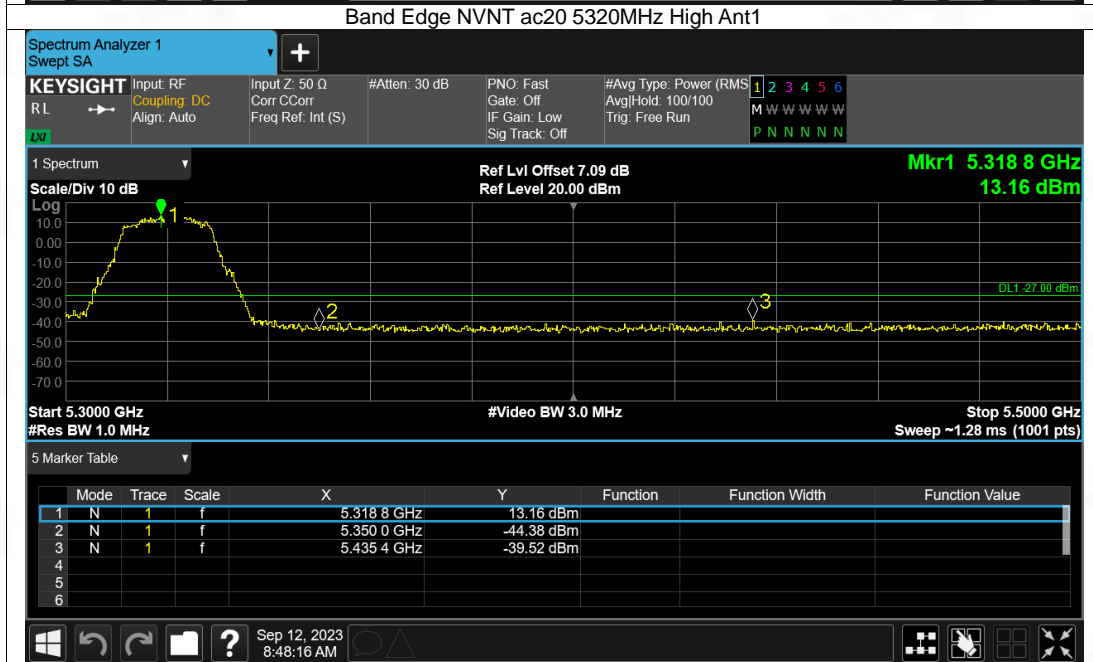 Band Edge NVNT ac20 5320MHz High Ant1
Spectrum Analyzer 1
Swept SA
+
KEYSIGHT Input: RF Input Z: 50 Ω #Atten: 30 dB PNO: Fast #Avg Type: Power (RMS 1 2 3 4 5 6
RL Coupling: DC Corr CCorr Gate: Off Avg|Hold: 100/100 M W W W W W
Align: Auto Freq Ref: Int (S) IF Gain: Low Trig: Free Run
LXI Sig Track: Off P N N N N N
1 Spectrum Ref Lvl Offset 7.09 dB Mkr1 5.318 8 GHz
Scale/Div 10 dB Ref Level 20.00 dBm 13.16 dBm
Log
1
10.0
0.00
-10.0
-20.0
DL1 -27.00 dBm
-30.0
2 3
-40.0
-50.0
-60.0
-70.0
Start 5.3000 GHz #Video BW 3.0 MHz Stop 5.5000 GHz
#Res BW 1.0 MHz Sweep ~1.28 ms (1001 pts)
5 Marker Table
Mode Trace Scale X Y Function Function Width Function Value
1 N 1 f 5.318 8 GHz 13.16 dBm
2 N 1 f 5.350 0 GHz -44.38 dBm
3 N 1 f 5.435 4 GHz -39.52 dBm
4
5
6
? Sep 12, 2023
8:48:16 AM